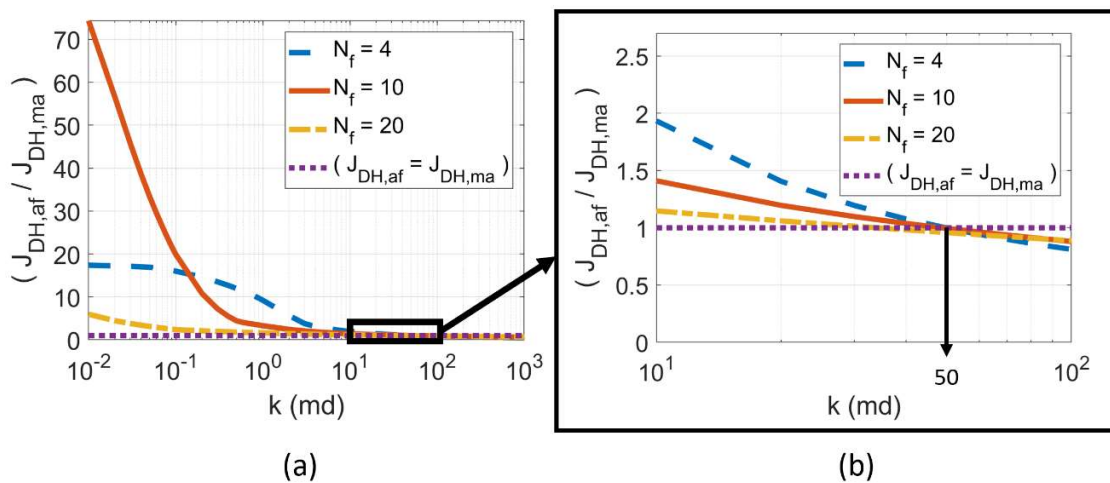 70
60
50
40
30
20
10
0
( J_DH,af / J_DH,ma )
10^-2 10^-1 10^0 10^1 10^2 10^3
k (md)
N_f = 4
N_f = 10
N_f = 20
( J_DH,af = J_DH,ma )
(a)
2.5
2
1.5
1
0.5
0
( J_DH,af / J_DH,ma )
10^1 50 10^2
k (md)
N_f = 4
N_f = 10
N_f = 20
( J_DH,af = J_DH,ma )
(b)